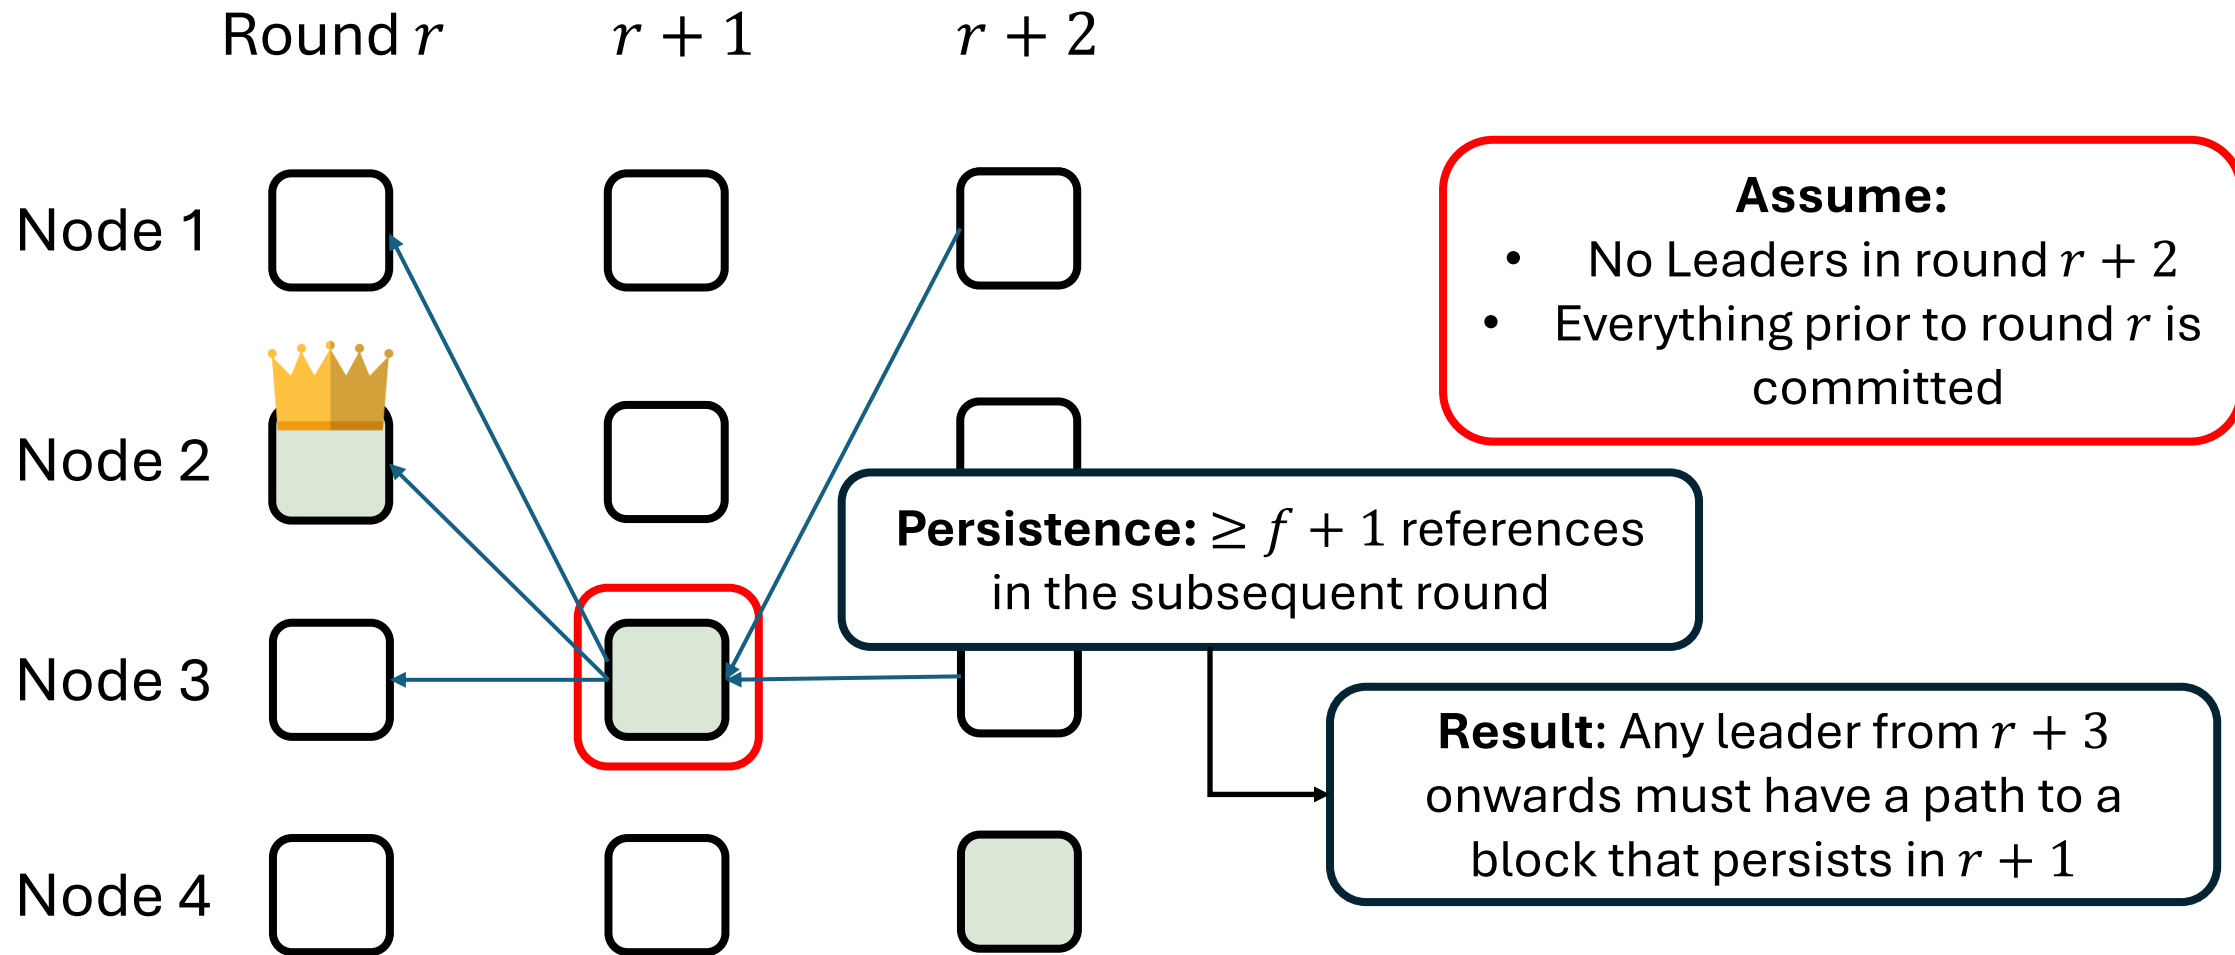 Round r
r + 1
r + 2
Node 1
Node 2
Node 3
Node 4
Assume:
• No Leaders in round r + 2
• Everything prior to round r is
committed
Persistence: ≥ f + 1 references
in the subsequent round
Result: Any leader from r + 3
onwards must have a path to a
block that persists in r + 1